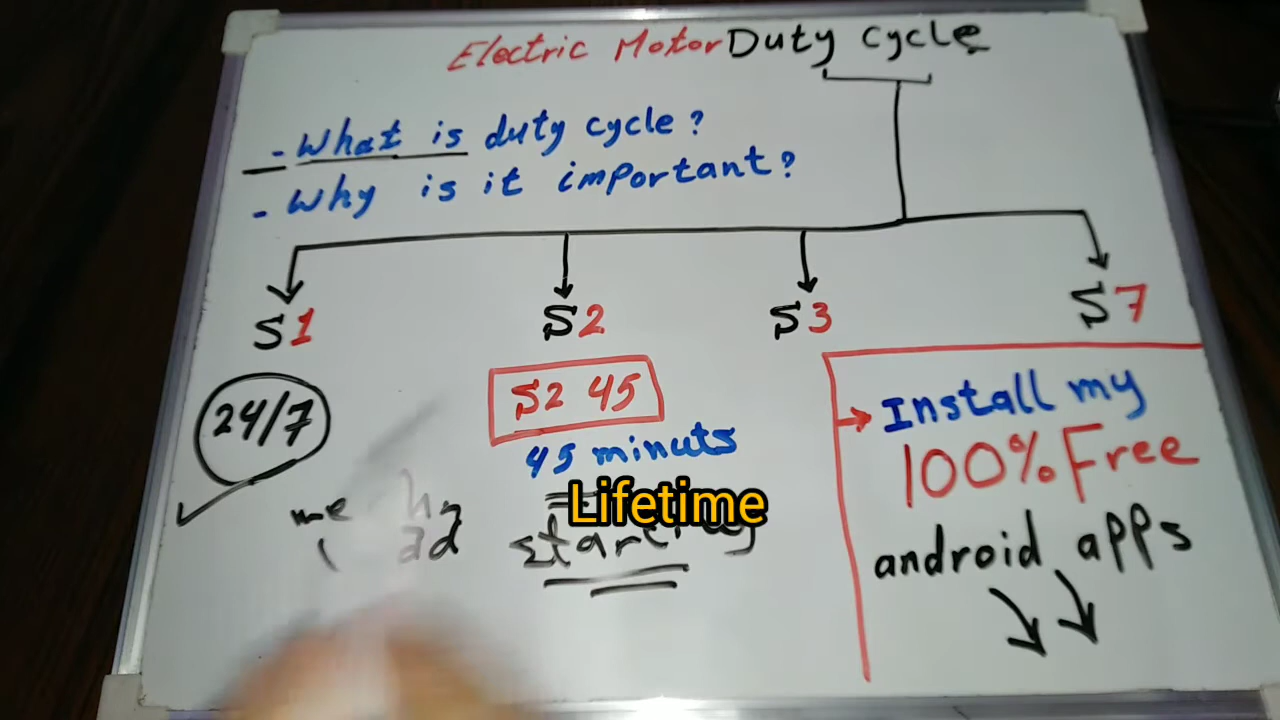 Electric Motor Duty Cycle
- What is duty cycle?
- Why is it important?
S1
S2
S3
S7
24/7
S2 45
45 minuts
Lifetime
starting
Install my
100% Free
android apps